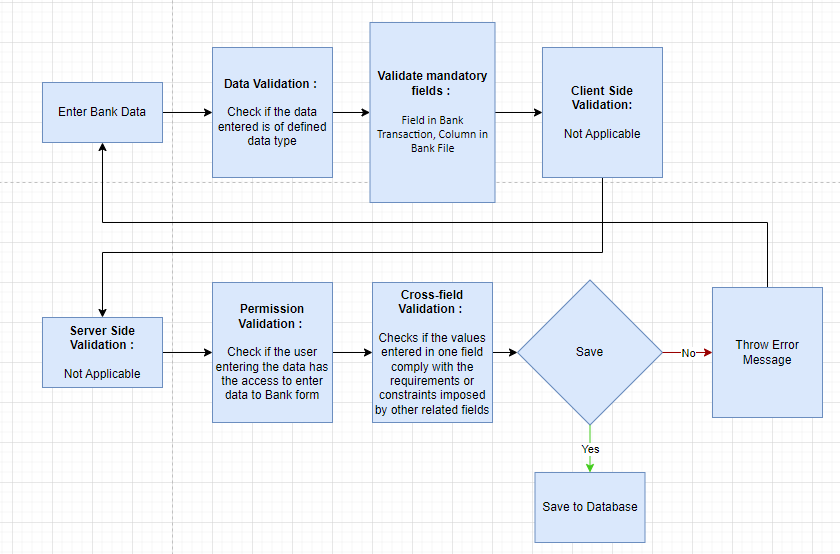 Enter Bank Data
Data Validation :
Check if the data
entered is of defined
data type
Validate mandatory
fields :
Field in Bank
Transaction, Column in
Bank File
Client Side
Validation:
Not Applicable
Server Side
Validation :
Not Applicable
Permission
Validation :
Check if the user
entering the data has
the access to enter
data to Bank form
Cross-field
Validation :
Checks if the values
entered in one field
comply with the
requirements or
constraints imposed
by other related fields
Save
No
Throw Error
Message
Yes
Save to Database